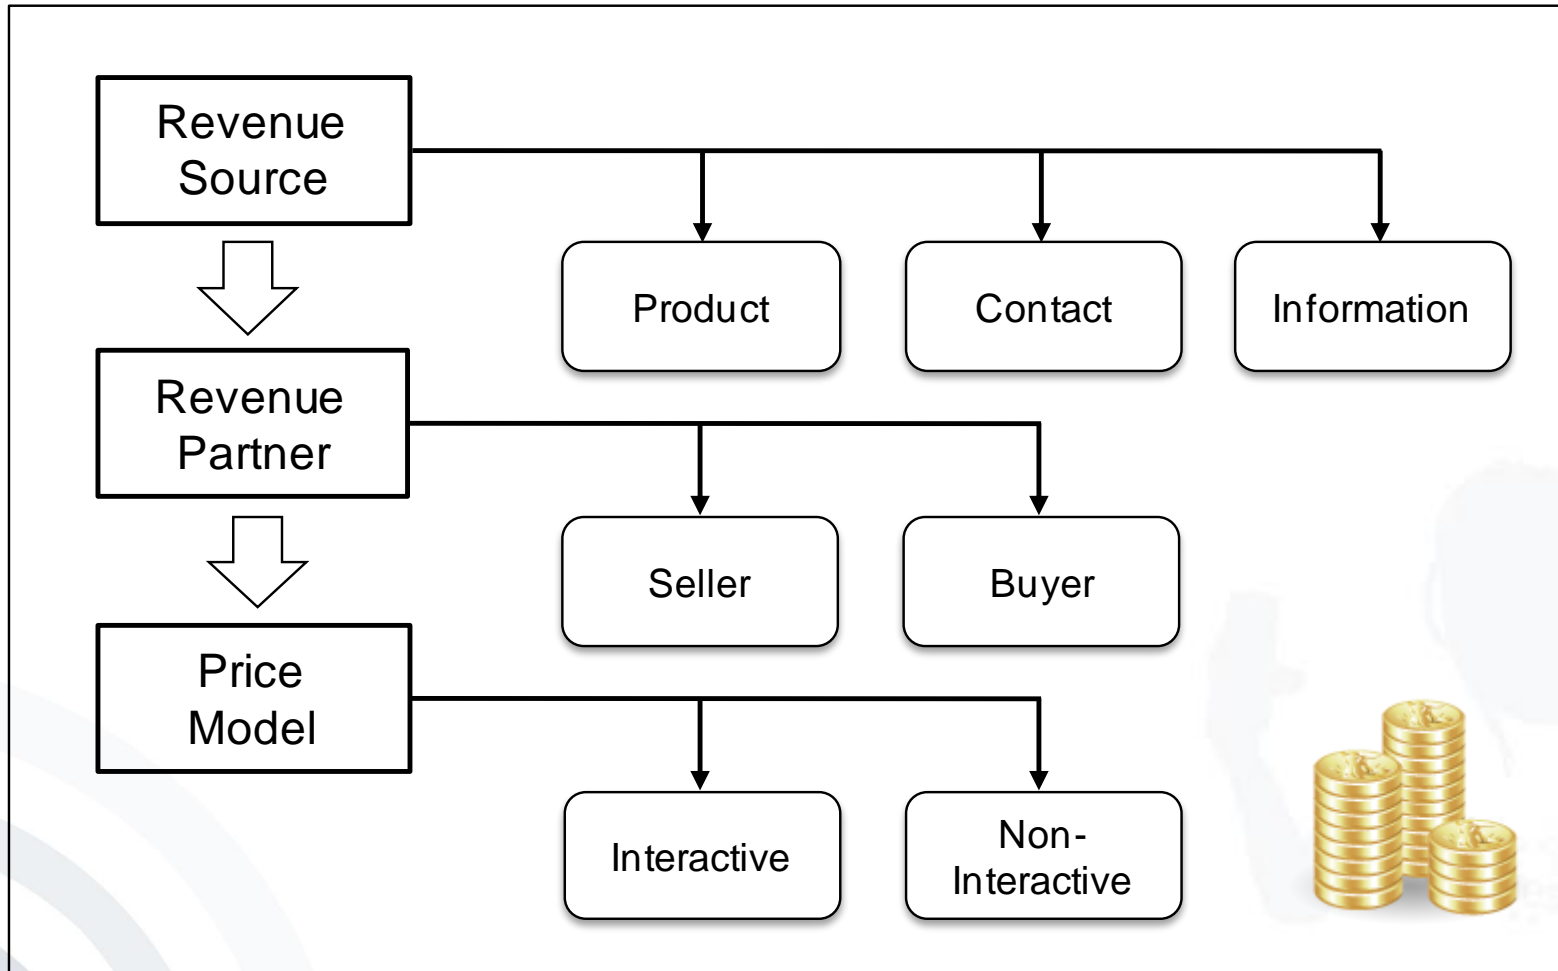 Revenue
Source
Product
Contact
Information
Revenue
Partner
Seller
Buyer
Price
Model
Interactive
Non-
Interactive